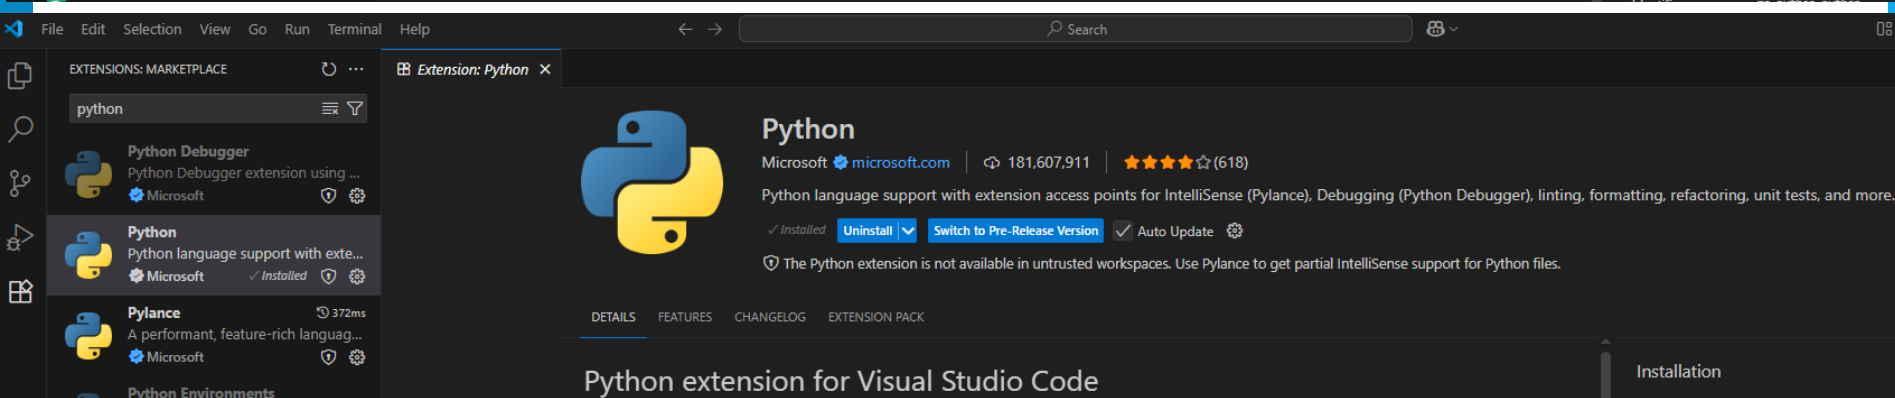 File Edit Selection View Go Run Terminal Help
Search
EXTENSIONS: MARKETPLACE
python
Python Debugger
Python Debugger extension using ...
Microsoft
Python
Python language support with exte...
Microsoft Installed
Pylance 372ms
A performant, feature-rich languag...
Microsoft
Python Environments
Extension: Python
Python
Microsoft microsoft.com 181,607,911 (618)
Python language support with extension access points for IntelliSense (Pylance), Debugging (Python Debugger), linting, formatting, refactoring, unit tests, and more.
Installed Uninstall Switch to Pre-Release Version Auto Update
The Python extension is not available in untrusted workspaces. Use Pylance to get partial IntelliSense support for Python files.
DETAILS FEATURES CHANGELOG EXTENSION PACK
Python extension for Visual Studio Code
Installation